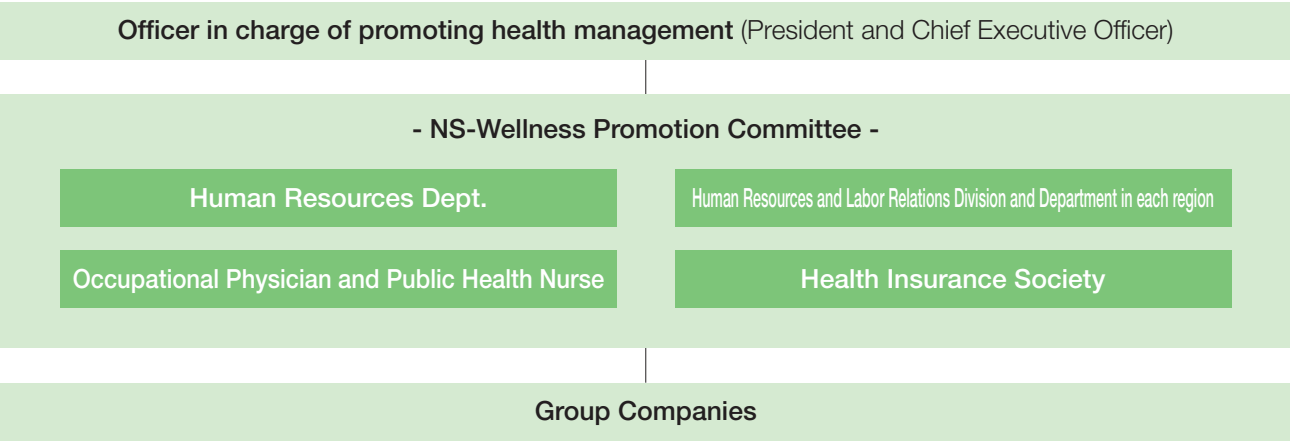 Officer in charge of promoting health management (President and Chief Executive Officer)
- NS-Wellness Promotion Committee -
Human Resources Dept.
Human Resources and Labor Relations Division and Department in each region
Occupational Physician and Public Health Nurse
Health Insurance Society
Group Companies